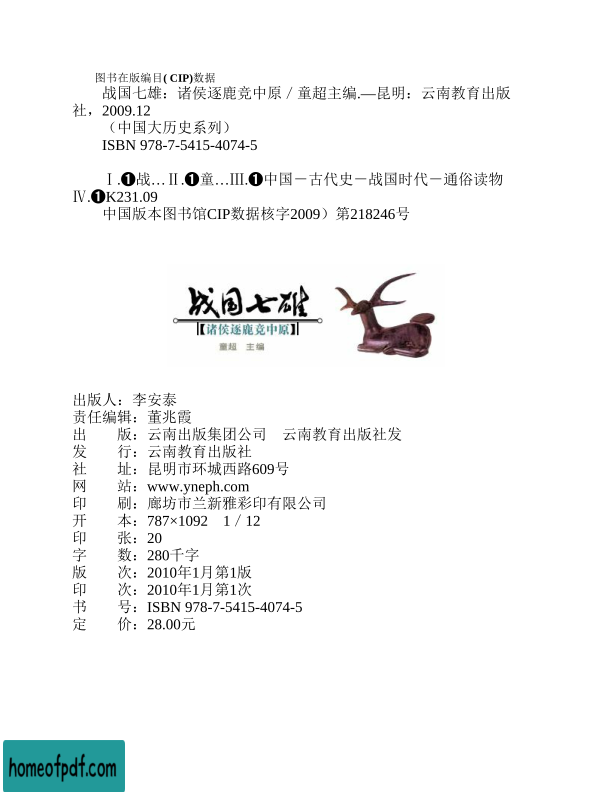 图书在版编目( CIP)数据
战国七雄：诸侯逐鹿竞中原／童超主编.—昆明：云南教育出版
社，2009.12
（中国大历史系列）
ISBN 978-7-5415-4074-5
Ⅰ.❶战…Ⅱ.❶童…Ⅲ.❶中国－古代史－战国时代－通俗读物
Ⅳ.❶K231.09
中国版本图书馆CIP数据核字2009）第218246号
战国七雄
【诸侯逐鹿竞中原】
童超 主编
出版人：李安泰
责任编辑：董兆霞
出　　版：云南出版集团公司　云南教育出版社发
发　　行：云南教育出版社
社　　址：昆明市环城西路609号
网　　站：www.yneph.com
印　　刷：廊坊市兰新雅彩印有限公司
开　　本：787×1092　1／12
印　　张：20
字　　数：280千字
版　　次：2010年1月第1版
印　　次：2010年1月第1次
书　　号：ISBN 978-7-5415-4074-5
定　　价：28.00元
homeofpdf.com